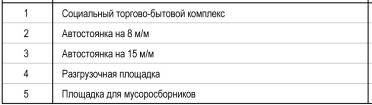 1 Социальный торгово-бытовой комплекс
2 Автостоянка на 8 м/м
3 Автостоянка на 15 м/м
4 Разгрузочная площадка
5 Площадка для мусоросборников